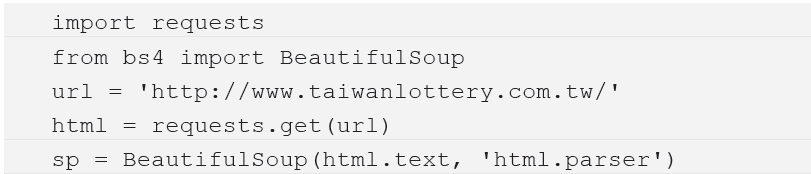 import requests
from bs4 import BeautifulSoup
url = 'http://www.taiwanlottery.com.tw/'
html = requests.get(url)
sp = BeautifulSoup(html.text, 'html.parser')